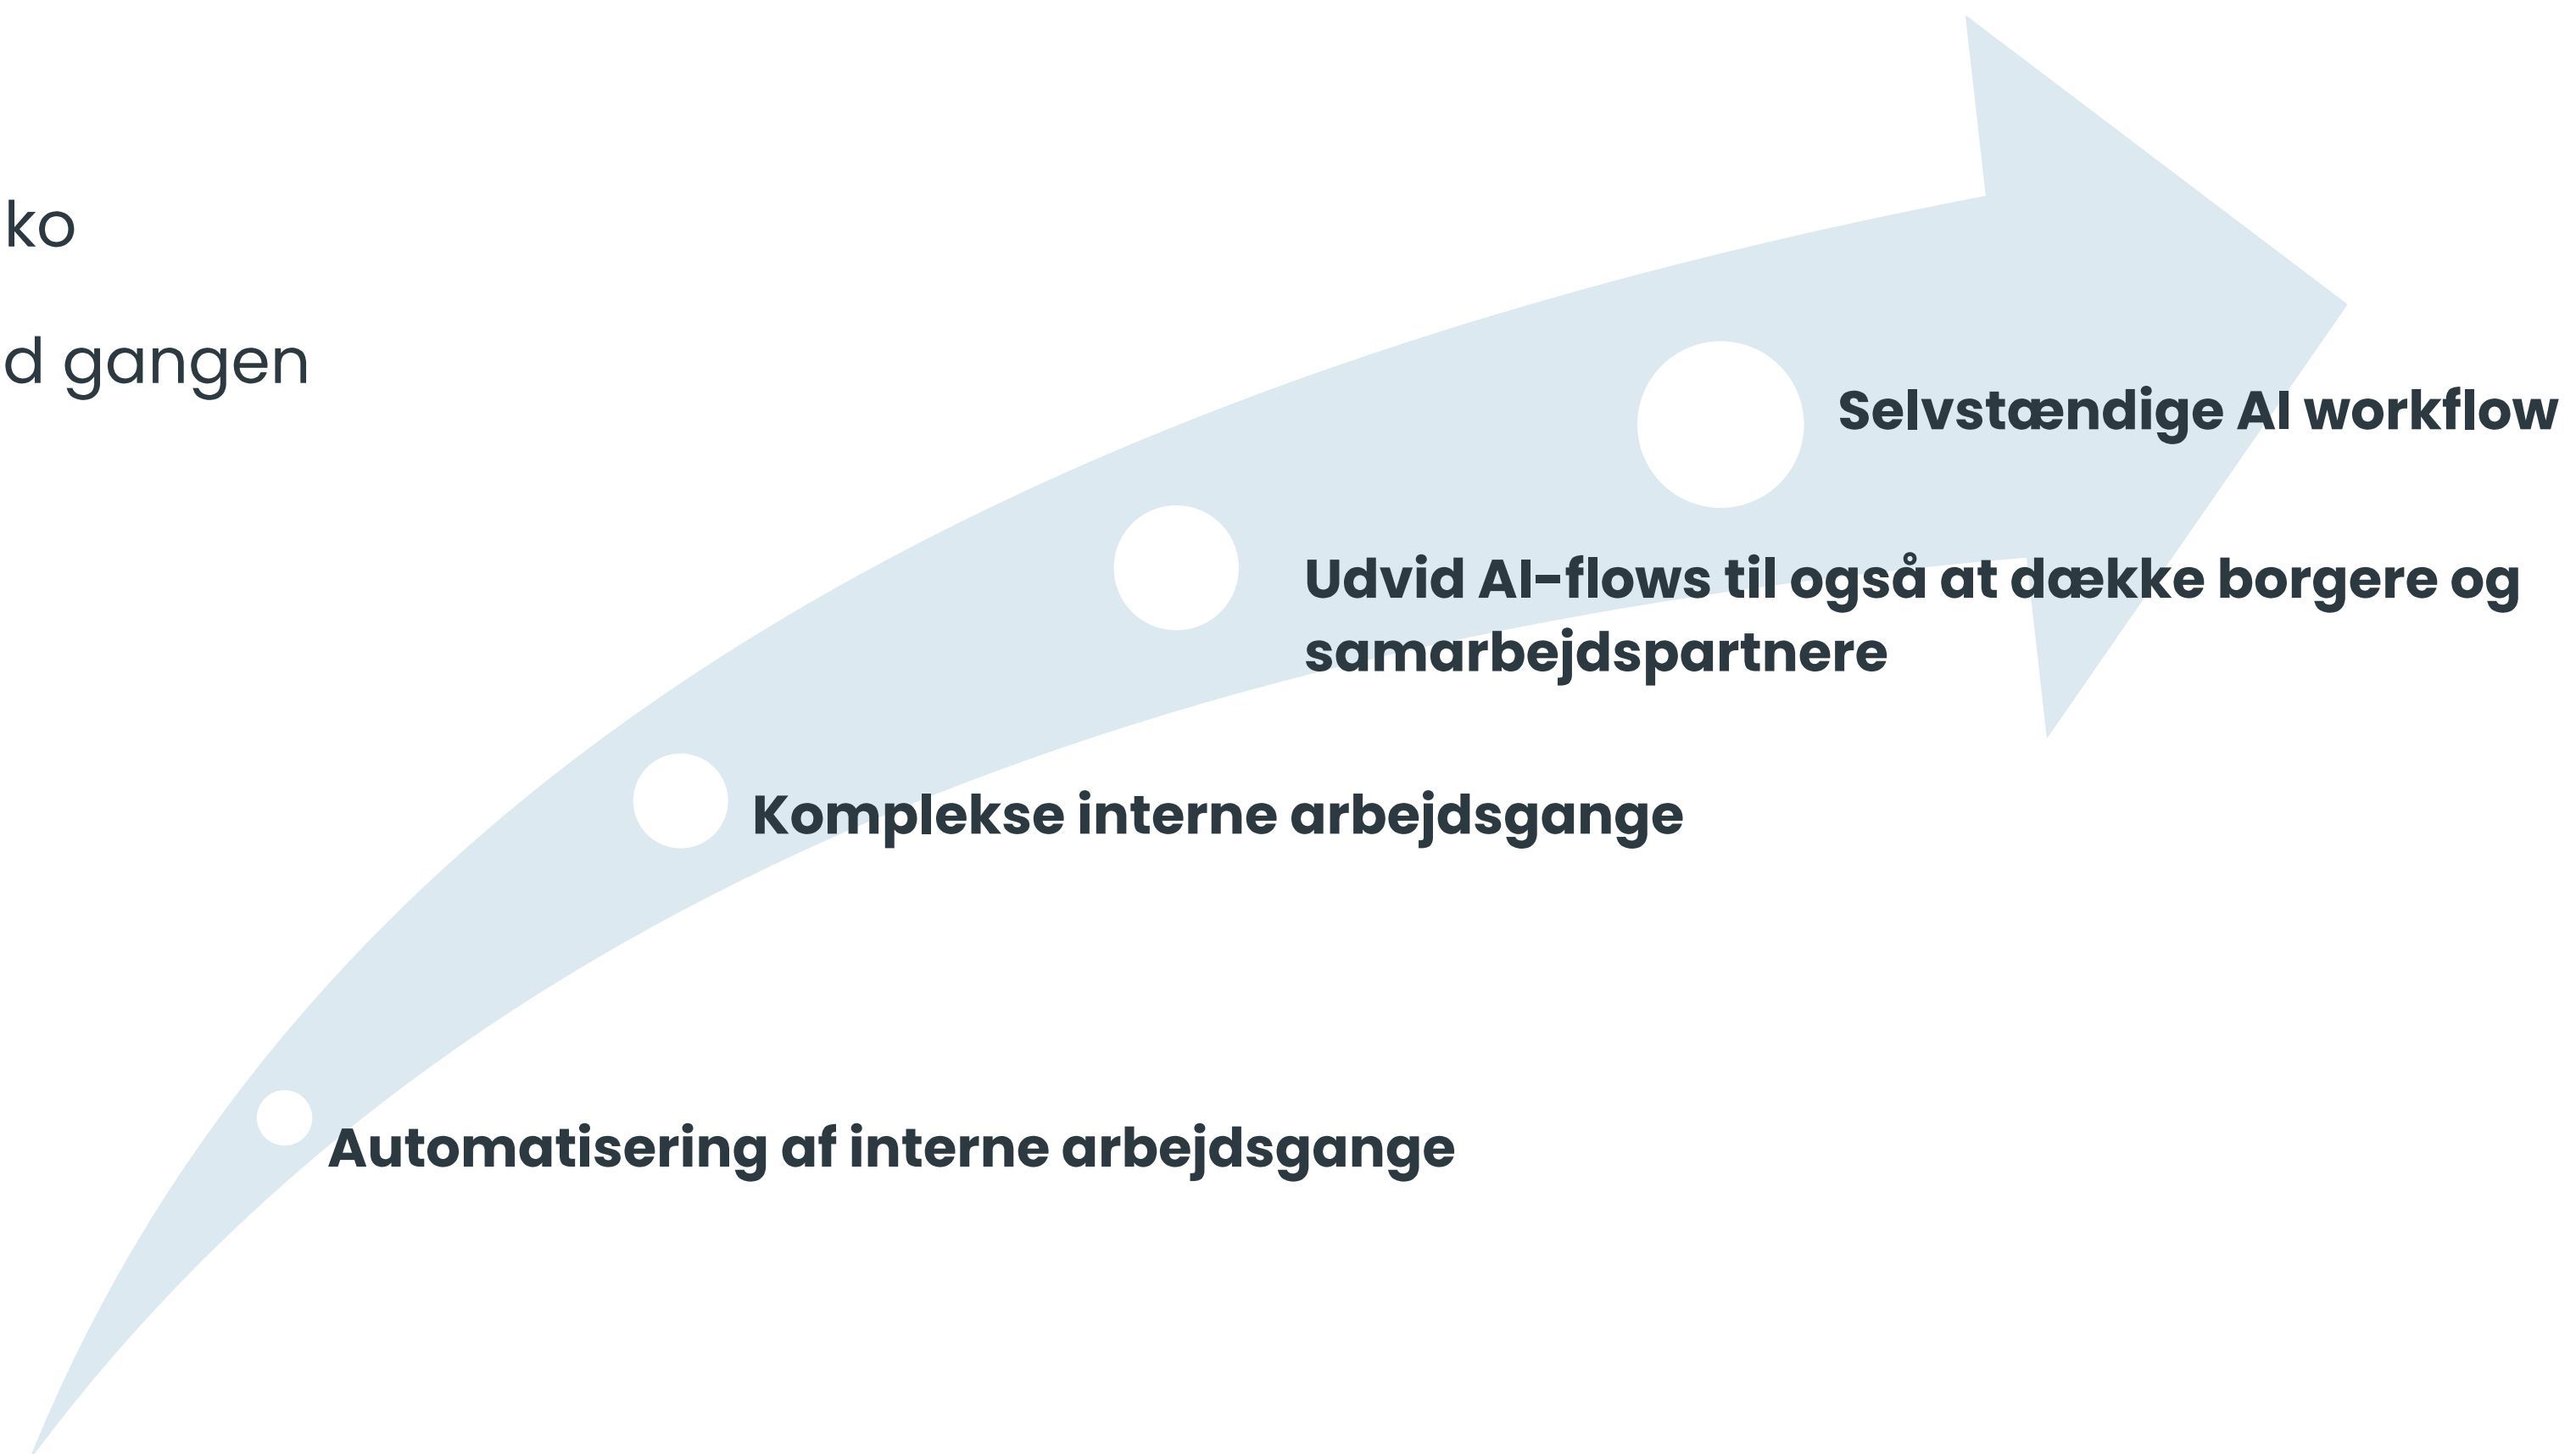 ko
d gangen
Selvstændige AI workflow
Udvid AI-flows til også at dække borgere og
samarbejdspartnere
Komplekse interne arbejdsgange
Automatisering af interne arbejdsgange